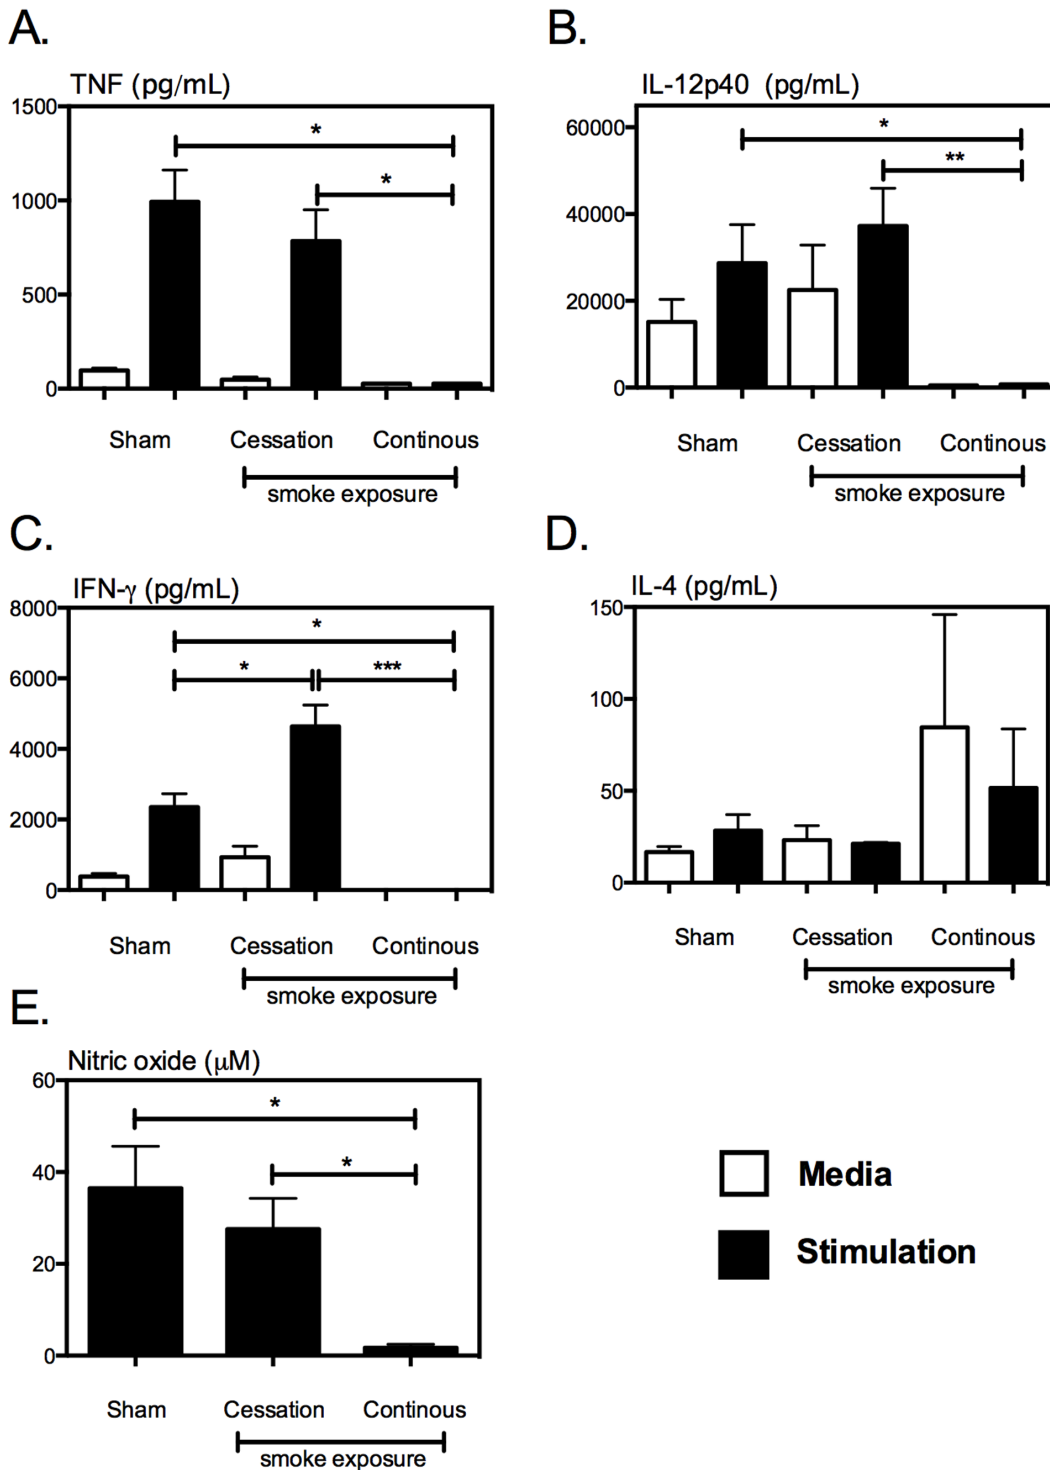 A.
TNF (pg/mL)
1500
1000
500
0
*
*
Sham Cessation Continous
smoke exposure
B.
IL-12p40 (pg/mL)
60000
40000
20000
0
*
**
Sham Cessation Continous
smoke exposure
C.
IFN-γ (pg/mL)
8000
6000
4000
2000
0
*
* ***
Sham Cessation Continous
smoke exposure
D.
IL-4 (pg/mL)
150
100
50
0
Sham Cessation Continous
smoke exposure
E.
Nitric oxide (μM)
60
40
20
0
*
*
Sham Cessation Continous
smoke exposure
Media
Stimulation